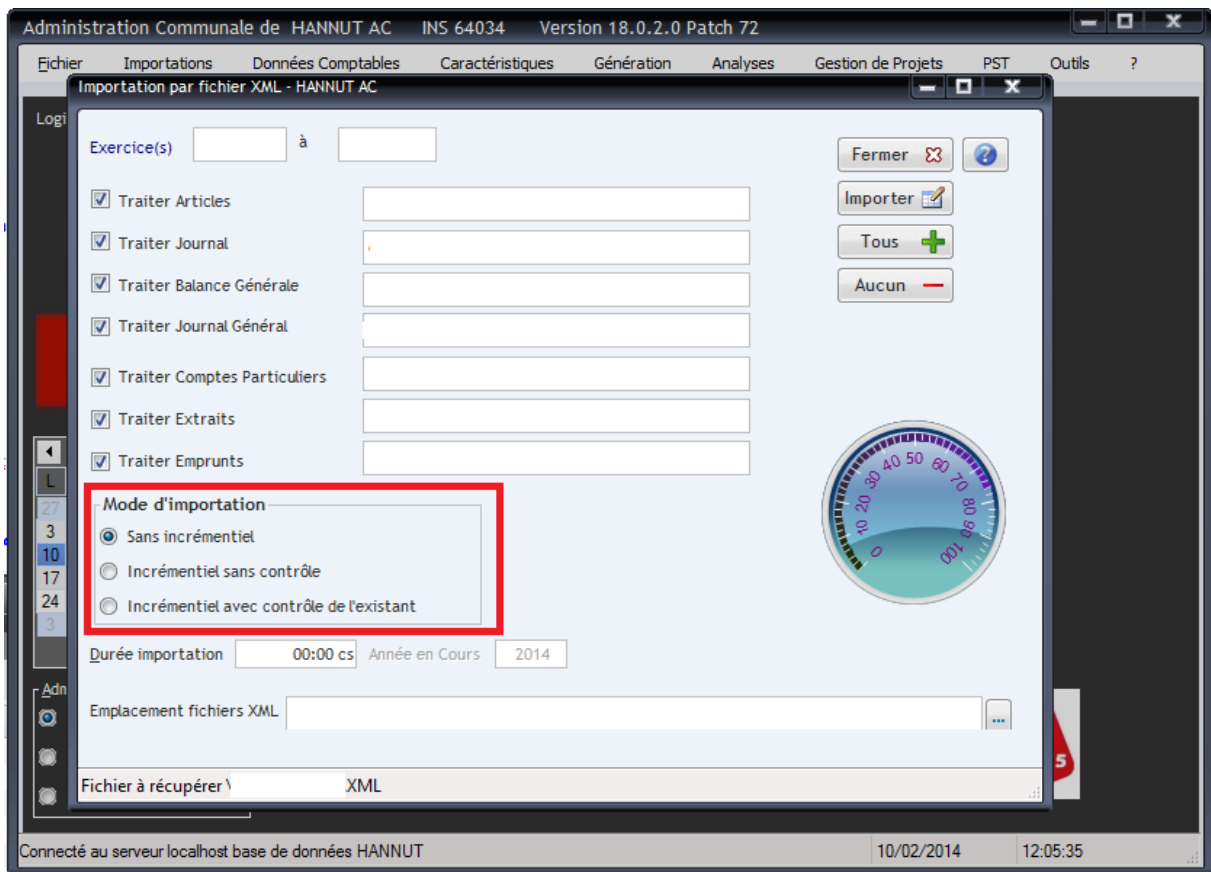 Administration Communale de HANNUT AC INS 64034 Version 18.0.2.0 Patch 72
Fichier Importations Données Comptables Caractéristiques Génération Analyses Gestion de Projets PST Outils ?
Importation par fichier XML - HANNUT AC
Logi
Exercice(s) à
Fermer
Traiter Articles
Importer
Traiter Journal
Tous
Traiter Balance Générale
Aucun
Traiter Journal Général
Traiter Comptes Particuliers
Traiter Extraits
Traiter Emprunts
0 10 20 30 40 50 60 70 80 90 100
L
27
3
10
17
24
3
Mode d'importation
Sans incrémentiel
Incrémentiel sans contrôle
Incrémentiel avec contrôle de l'existant
Durée importation 00:00 cs Année en Cours 2014
Adn
Emplacement fichiers XML ...
5
Fichier à récupérer \ XML
Connecté au serveur localhost base de données HANNUT 10/02/2014 12:05:35